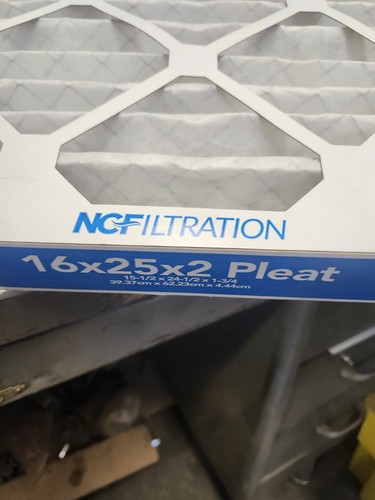 NCFILTRATION
16x25x2 Pleat
15-1/2 x 24-1/2 x 1-3/4
39.37cm x 62.23cm x 4.44cm